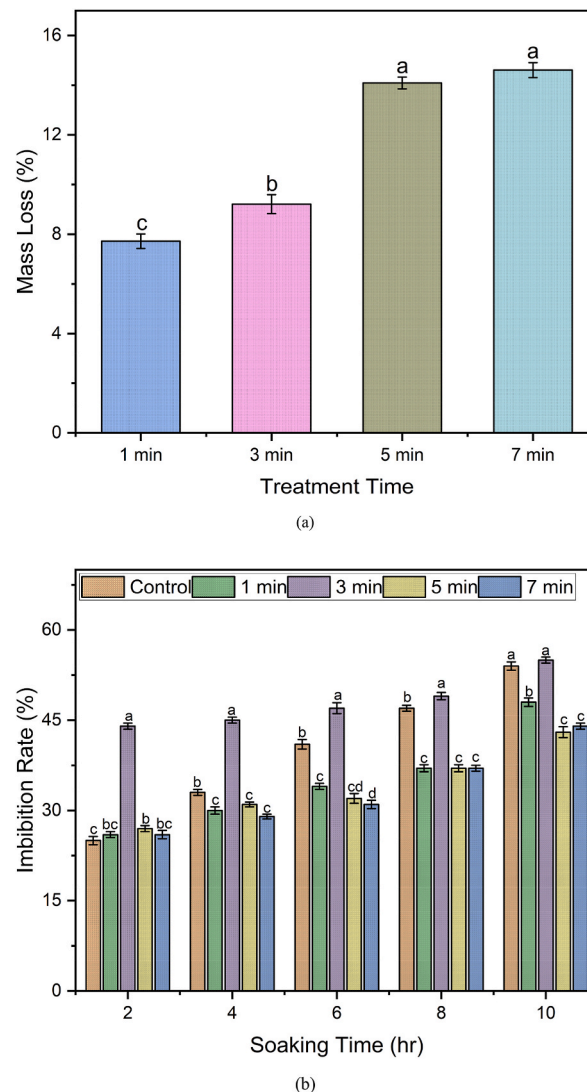 16
12
8
4
0
Mass Loss (%)
c
b
a
a
1 min
3 min
5 min
7 min
Treatment Time
(a)
Control
1 min
3 min
5 min
7 min
60
45
30
15
0
Imbibition Rate (%)
c
bc
a
b
bc
b
c
a
c
c
b
c
a
cd
d
b
c
a
c
c
a
b
a
c
c
2
4
6
8
10
Soaking Time (hr)
(b)